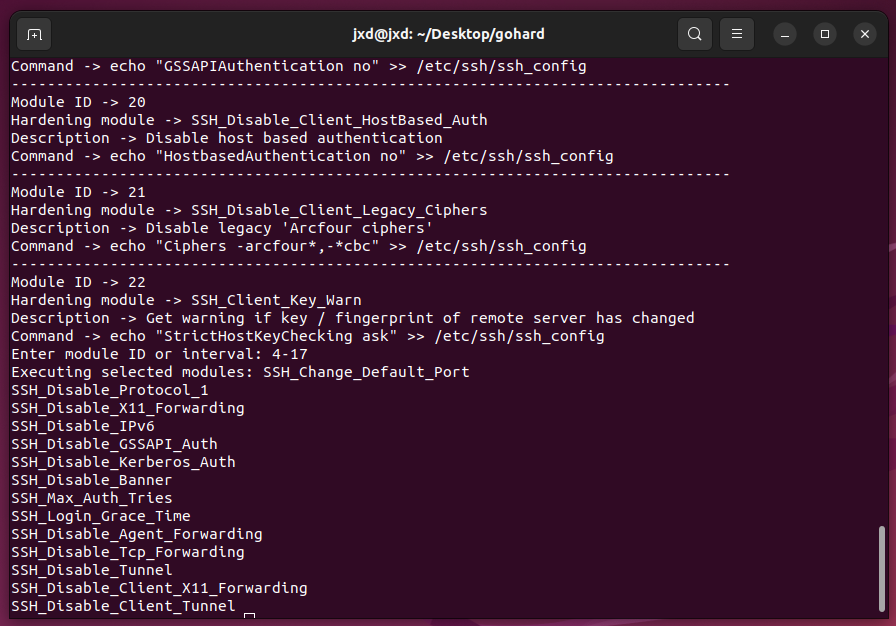 jxd@jxd: ~/Desktop/gohard
Command -> echo "GSSAPIAuthentication no" >> /etc/ssh/ssh_config
--------------------------------------------------------------------------------
Module ID -> 20
Hardening module -> SSH_Disable_Client_HostBased_Auth
Description -> Disable host based authentication
Command -> echo "HostbasedAuthentication no" >> /etc/ssh/ssh_config
--------------------------------------------------------------------------------
Module ID -> 21
Hardening module -> SSH_Disable_Client_Legacy_Ciphers
Description -> Disable legacy 'Arcfour ciphers'
Command -> echo "Ciphers -arcfour*,-*cbc" >> /etc/ssh/ssh_config
--------------------------------------------------------------------------------
Module ID -> 22
Hardening module -> SSH_Client_Key_Warn
Description -> Get warning if key / fingerprint of remote server has changed
Command -> echo "StrictHostKeyChecking ask" >> /etc/ssh/ssh_config
Enter module ID or interval: 4-17
Executing selected modules: SSH_Change_Default_Port
SSH_Disable_Protocol_1
SSH_Disable_X11_Forwarding
SSH_Disable_IPv6
SSH_Disable_GSSAPI_Auth
SSH_Disable_Kerberos_Auth
SSH_Disable_Banner
SSH_Max_Auth_Tries
SSH_Login_Grace_Time
SSH_Disable_Agent_Forwarding
SSH_Disable_Tcp_Forwarding
SSH_Disable_Tunnel
SSH_Disable_Client_X11_Forwarding
SSH_Disable_Client_Tunnel